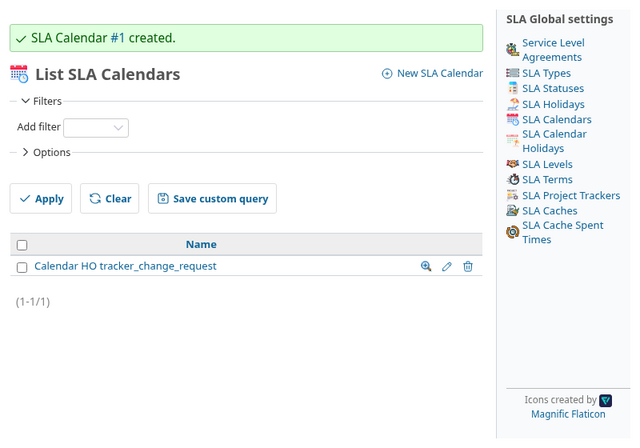 SLA Calendar #1 created.
List SLA Calendars
New SLA Calendar
Filters
Add filter
Options
Apply
Clear
Save custom query
Name
Calendar HO tracker_change_request
(1-1/1)
SLA Global settings
Service Level
Agreements
SLA Types
SLA Statuses
SLA Holidays
SLA Calendars
SLA Calendar
Holidays
SLA Levels
SLA Terms
SLA Project Trackers
SLA Caches
SLA Cache Spent
Times
Icons created by
Magnific Flaticon